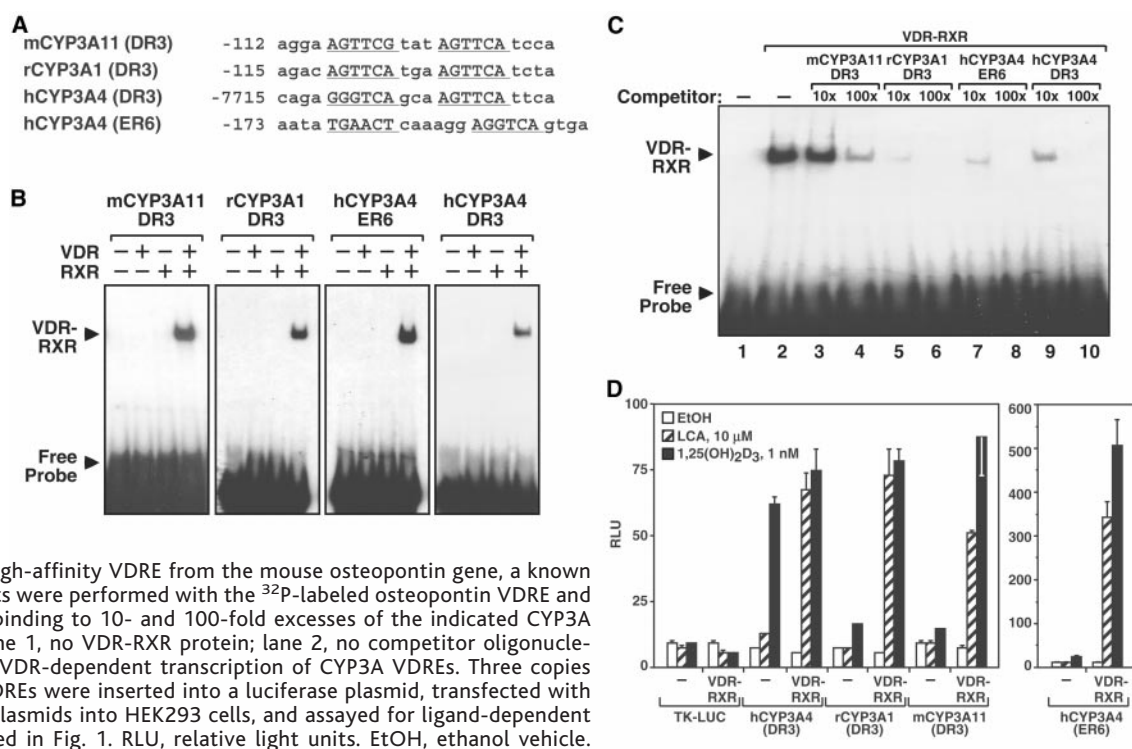 A
mCYP3A11 (DR3) -112 agga AGTTCG tat AGTTCA tcca
rCYP3A1 (DR3) -115 agac AGTTCA tga AGTTCA tcta
hCYP3A4 (DR3) -7715 caga GGGTCA gca AGTTCA ttca
hCYP3A4 (ER6) -173 aata TGAACT caaagg AGGTCA gtga
B
mCYP3A11 DR3 rCYP3A1 DR3 hCYP3A4 ER6 hCYP3A4 DR3
VDR − + − + − + − + − + − + − + − +
RXR − − + + − − + + − − + + − − + +
VDR-RXR
Free Probe
C
VDR-RXR
mCYP3A11 DR3 rCYP3A1 DR3 hCYP3A4 ER6 hCYP3A4 DR3
Competitor: − − 10x 100x 10x 100x 10x 100x 10x 100x
VDR-RXR
Free Probe
1 2 3 4 5 6 7 8 9 10
D
100
75
50
25
0
RLU
EtOH
LCA, 10 µM
1,25(OH)₂D₃, 1 nM
600
500
400
300
200
100
0
− VDR-RXR − VDR-RXR − VDR-RXR − VDR-RXR − VDR-RXR
TK-LUC hCYP3A4 (DR3) rCYP3A1 (DR3) mCYP3A11 (DR3) hCYP3A4 (ER6)
gh-affinity VDRE from the mouse osteopontin gene, a known
ts were performed with the ³²P-labeled osteopontin VDRE and
binding to 10- and 100-fold excesses of the indicated CYP3A
ne 1, no VDR-RXR protein; lane 2, no competitor oligonucle-
VDR-dependent transcription of CYP3A VDREs. Three copies
DREs were inserted into a luciferase plasmid, transfected with
plasmids into HEK293 cells, and assayed for ligand-dependent
ed in Fig. 1. RLU, relative light units. EtOH, ethanol vehicle.